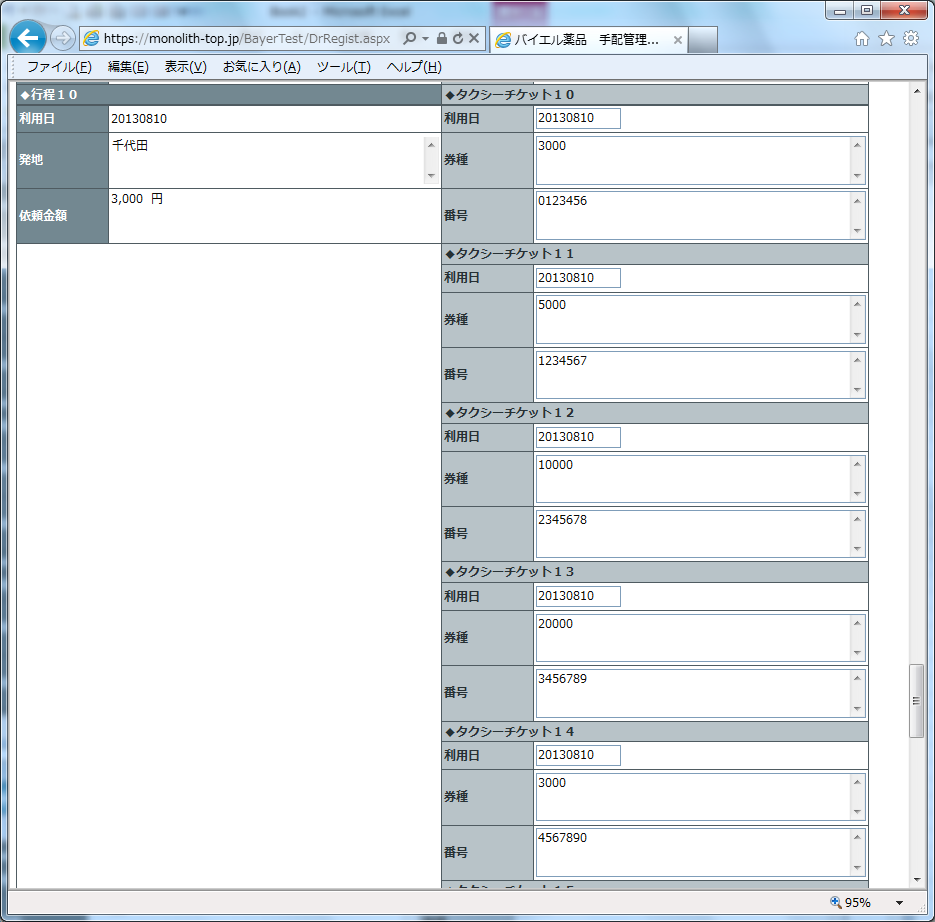 https://monolith-top.jp/BayerTest/DrRegist.aspx
バイエル薬品　手配管理...
ファイル(F) 編集(E) 表示(V) お気に入り(A) ツール(T) ヘルプ(H)
◆行程１０
利用日 20130810
発地 千代田
依頼金額 3,000 円
◆タクシーチケット１０
利用日 20130810
券種 3000
番号 0123456
◆タクシーチケット１１
利用日 20130810
券種 5000
番号 1234567
◆タクシーチケット１２
利用日 20130810
券種 10000
番号 2345678
◆タクシーチケット１３
利用日 20130810
券種 20000
番号 3456789
◆タクシーチケット１４
利用日 20130810
券種 3000
番号 4567890
95%